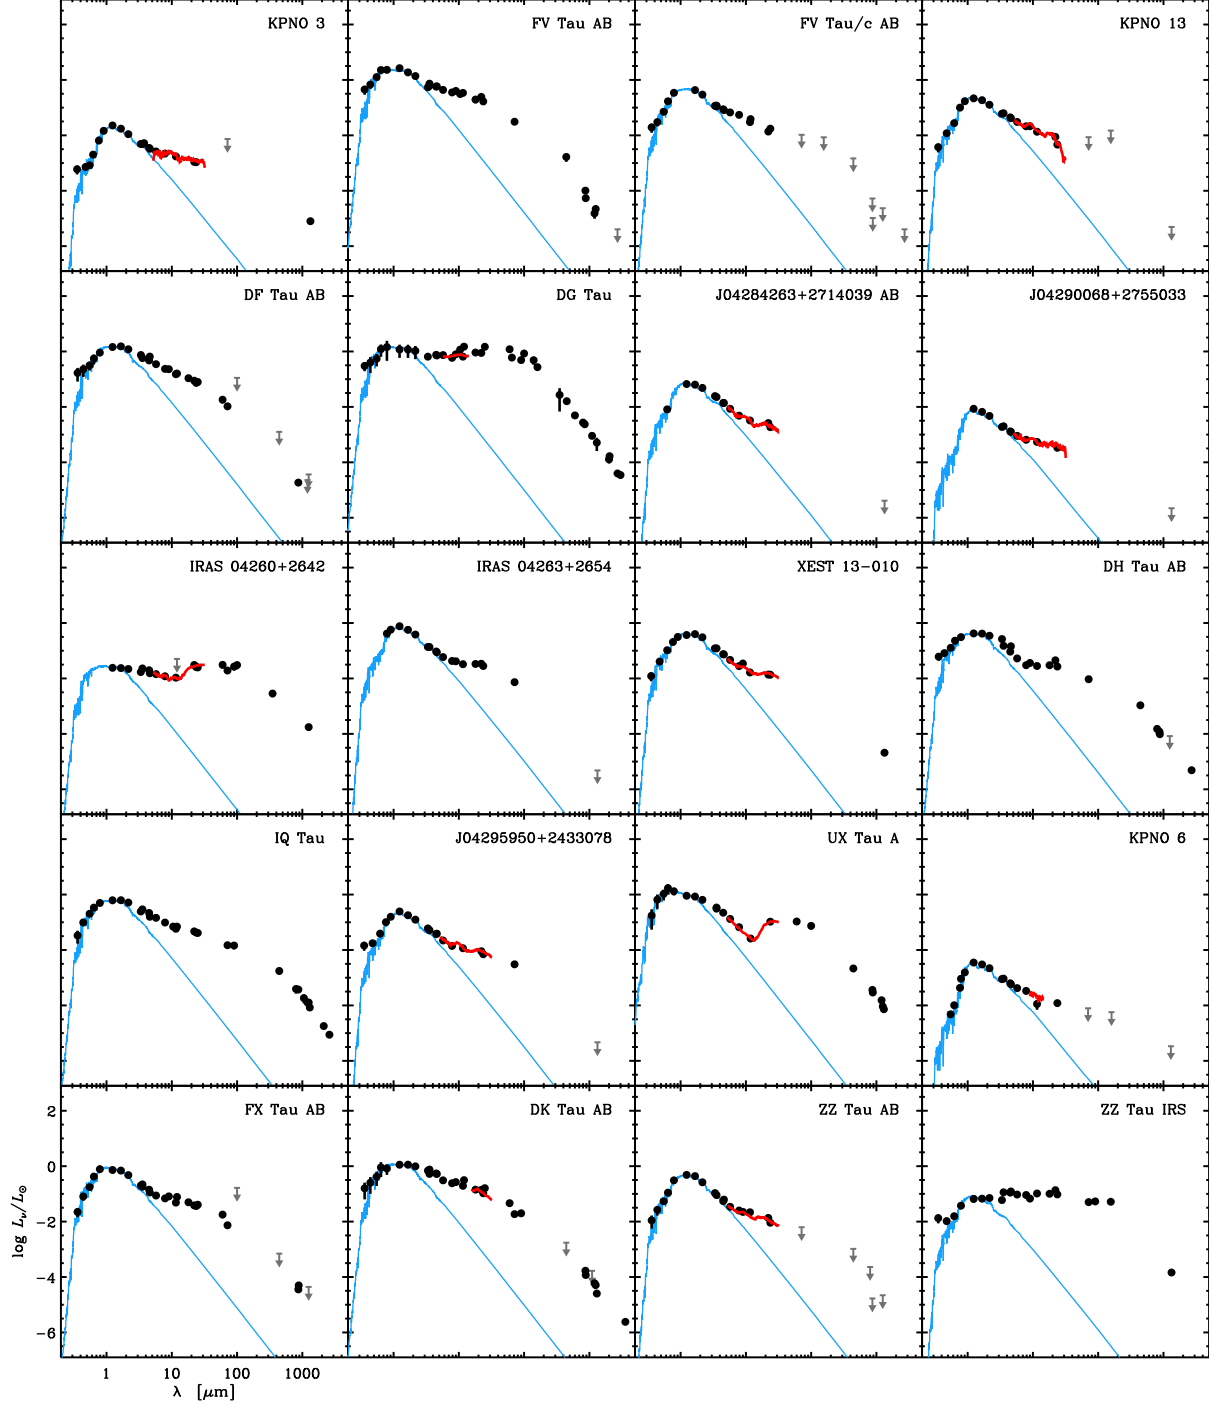 KPNO 3
FV Tau AB
FV Tau/c AB
KPNO 13
DF Tau AB
DG Tau
J04284263+2714039 AB
J04290068+2755033
IRAS 04260+2642
IRAS 04263+2654
XEST 13-010
DH Tau AB
IQ Tau
J04295950+2433078
UX Tau A
KPNO 6
FX Tau AB
DK Tau AB
ZZ Tau AB
ZZ Tau IRS
2
0
-2
-4
-6
log Lν/L⊙
1 10 100 1000
λ [μm]